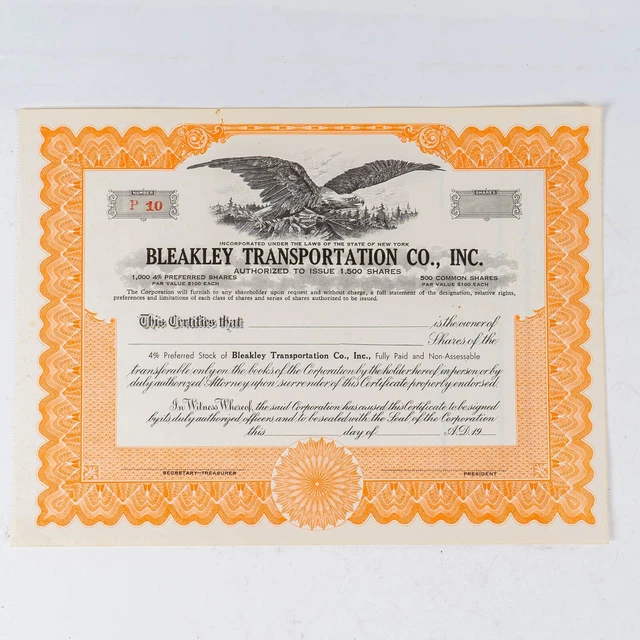 NUMBER
P 10
SHARES
INCORPORATED UNDER THE LAWS OF THE STATE OF NEW YORK
BLEAKLEY TRANSPORTATION CO., INC.
AUTHORIZED TO ISSUE 1,500 SHARES
1,000 4% PREFERRED SHARES
PAR VALUE $100 EACH
500 COMMON SHARES
PAR VALUE $100 EACH
The Corporation will furnish to any shareholder upon request and without charge, a full statement of the designation, relative rights,
preferences and limitations of each class of shares and series of shares authorized to be issued.
This Certifies that is the owner of
Shares of the
4% Preferred Stock of Bleakley Transportation Co., Inc., Fully Paid and Non-Assessable
transferable only on the books of the Corporation by the holder hereof in person or by
duly authorized Attorney upon surrender of this Certificate properly endorsed.
In Witness Whereof, the said Corporation has caused this Certificate to be signed
by its duly authorized officers and to be sealed with the Seal of the Corporation
this day of A.D. 19
SECRETARY-TREASURER
PRESIDENT